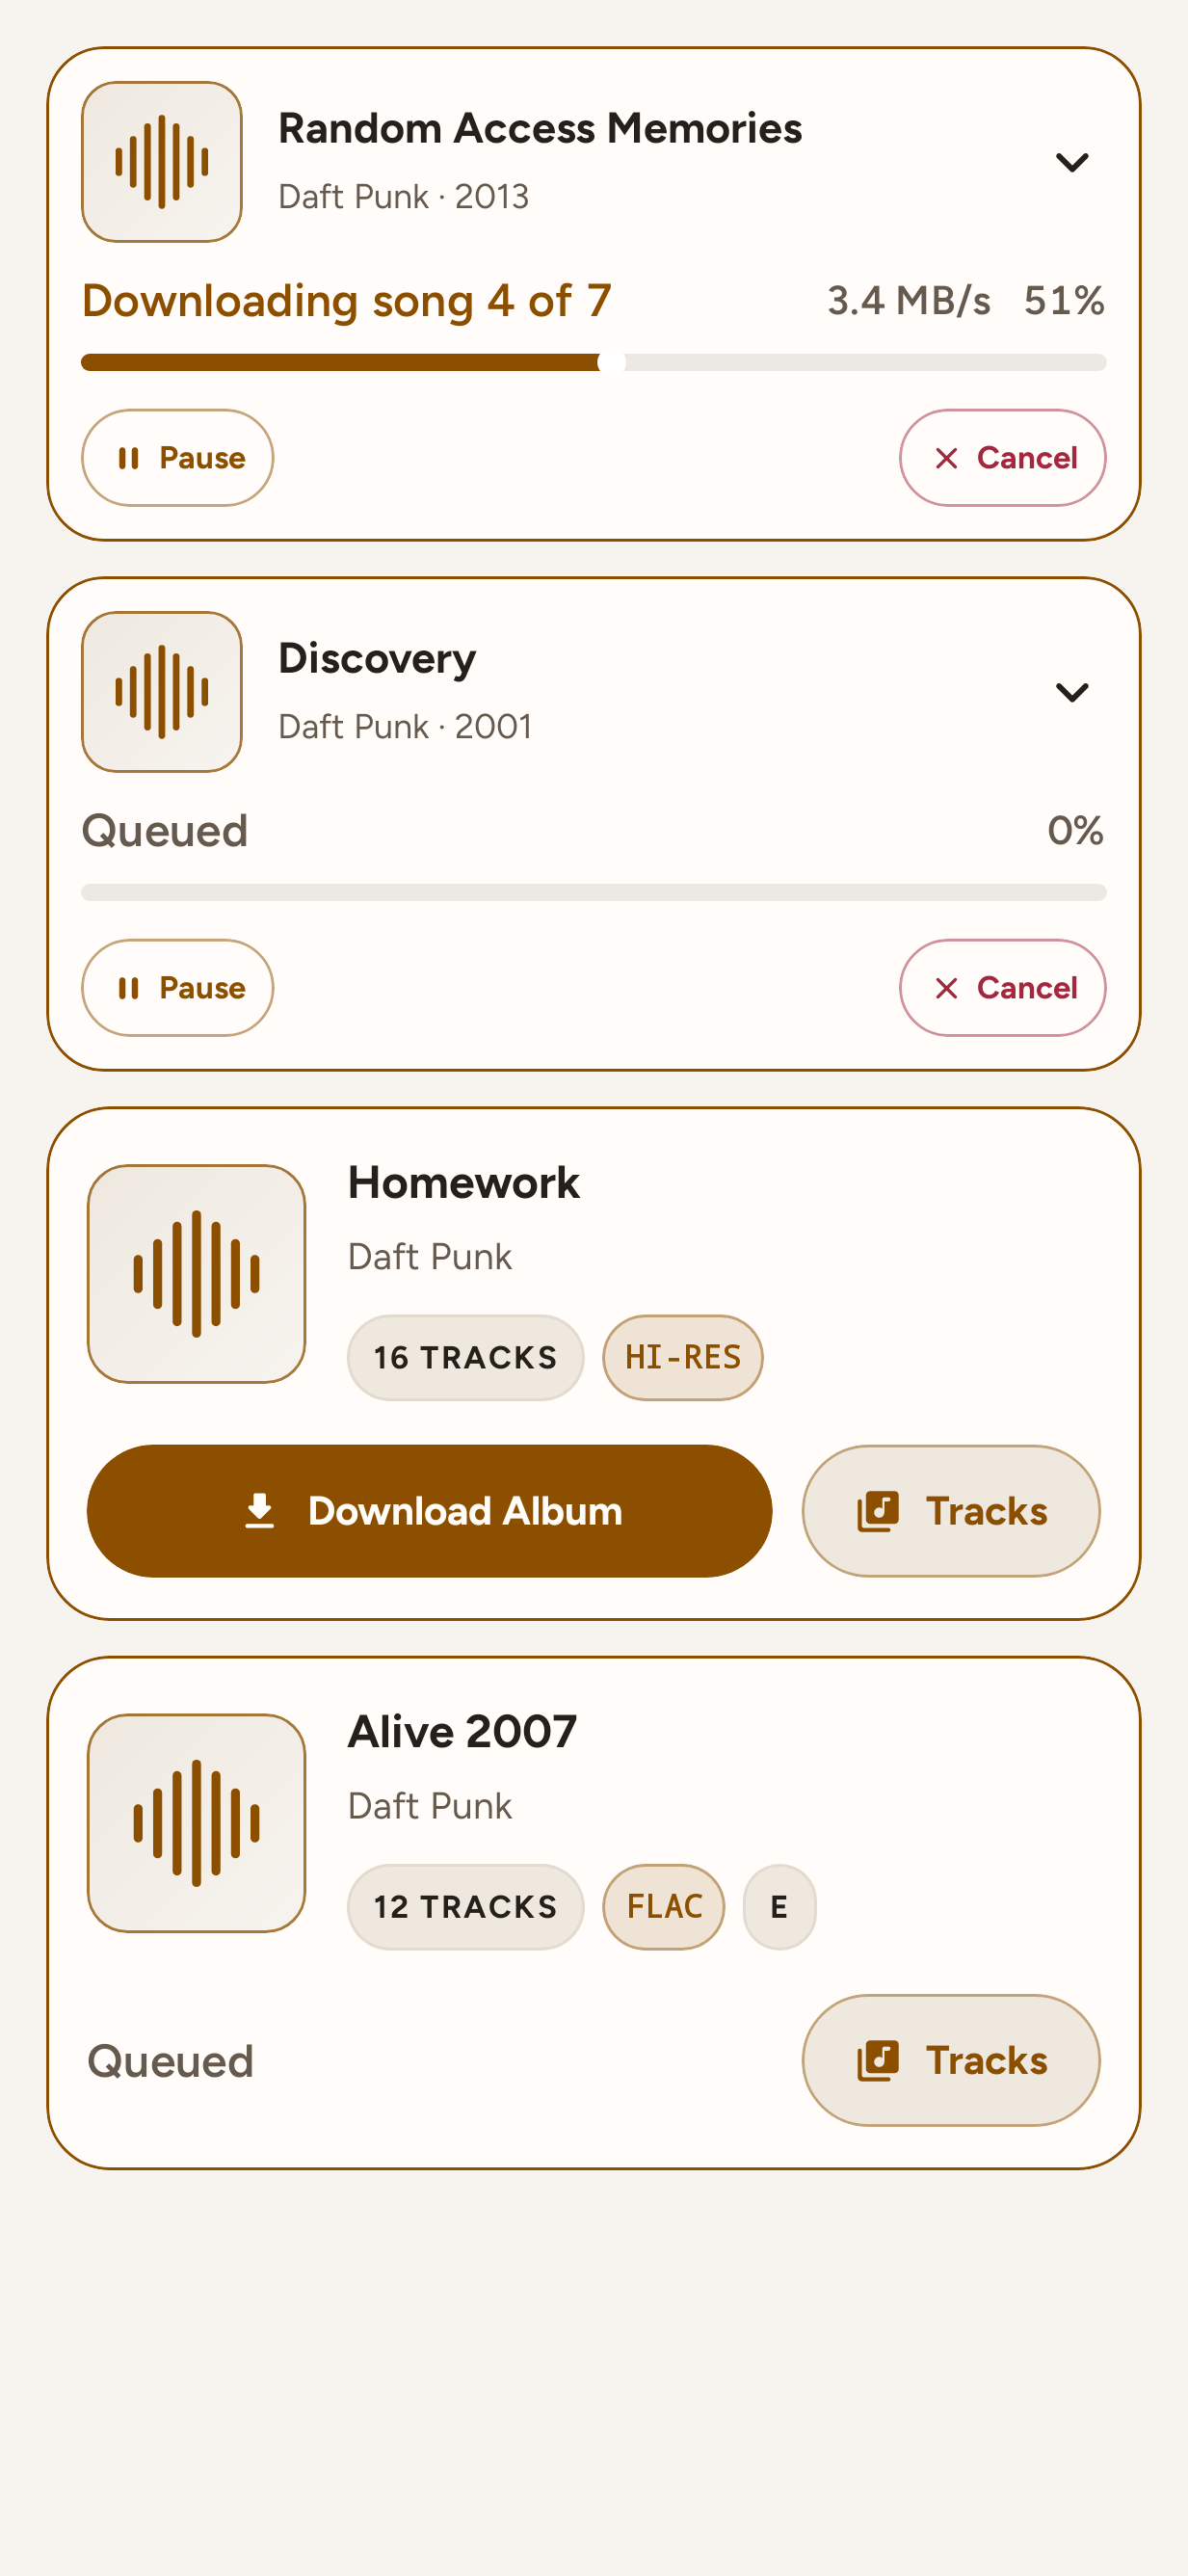 Random Access Memories
Daft Punk · 2013
Downloading song 4 of 7 3.4 MB/s 51%
Pause Cancel
Discovery
Daft Punk · 2001
Queued 0%
Pause Cancel
Homework
Daft Punk
16 TRACKS HI-RES
Download Album Tracks
Alive 2007
Daft Punk
12 TRACKS FLAC E
Queued Tracks